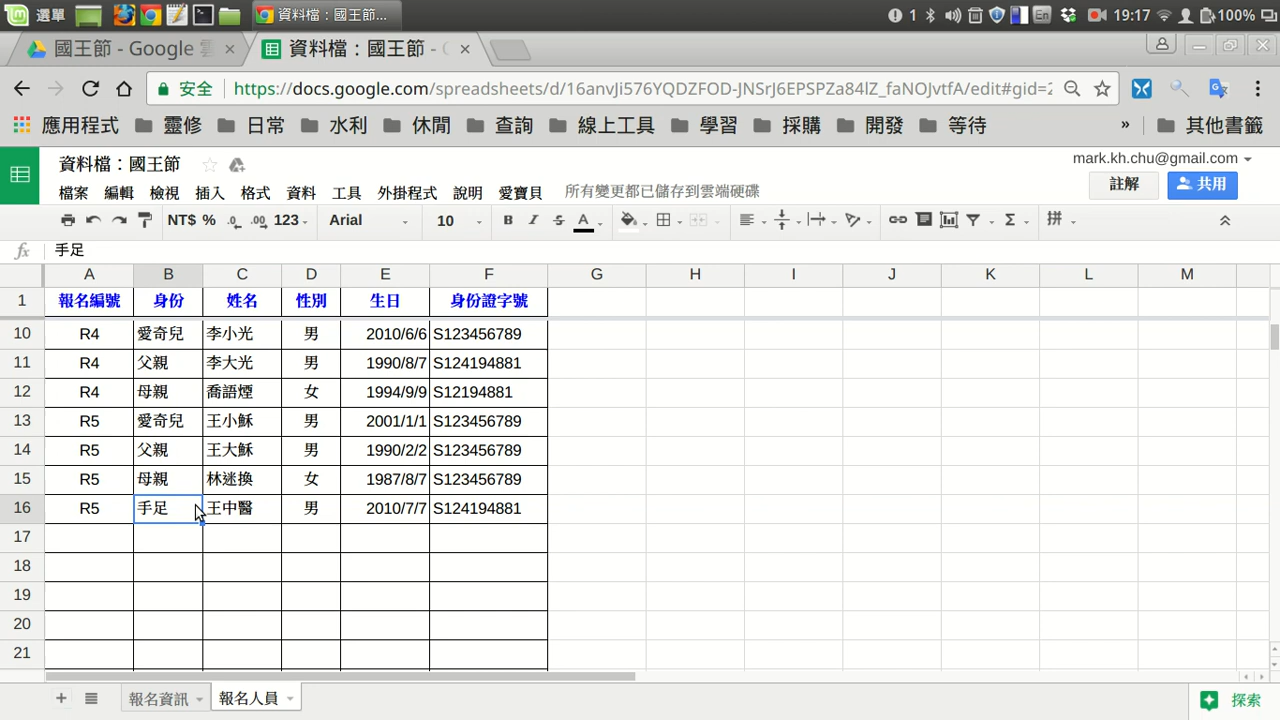 選單
資料檔：國王節...
1
En
19:17
100%
國王節 - Google 雲
資料檔：國王節 -
安全
https://docs.google.com/spreadsheets/d/16anvJi576YQDZFOD-JNSrJ6EPSPZa84lZ_faNOJvtfA/edit#gid=2
應用程式 靈修 日常 水利 休閒 查詢 線上工具 學習 採購 開發 等待 » 其他書籤
資料檔：國王節
mark.kh.chu@gmail.com
檔案 編輯 檢視 插入 格式 資料 工具 外掛程式 說明 愛寶貝 所有變更都已儲存到雲端硬碟
註解 共用
NT$ % .0 .00 123 Arial 10 B I S A Σ 拼
fx 手足
A B C D E F G H I J K L M
1 報名編號 身份 姓名 性別 生日 身份證字號
10 R4 愛奇兒 李小光 男 2010/6/6 S123456789
11 R4 父親 李大光 男 1990/8/7 S124194881
12 R4 母親 喬語煙 女 1994/9/9 S12194881
13 R5 愛奇兒 王小穌 男 2001/1/1 S123456789
14 R5 父親 王大穌 男 1990/2/2 S123456789
15 R5 母親 林迷換 女 1987/8/7 S123456789
16 R5 手足 王中醫 男 2010/7/7 S124194881
17
18
19
20
21
報名資訊 報名人員 探索